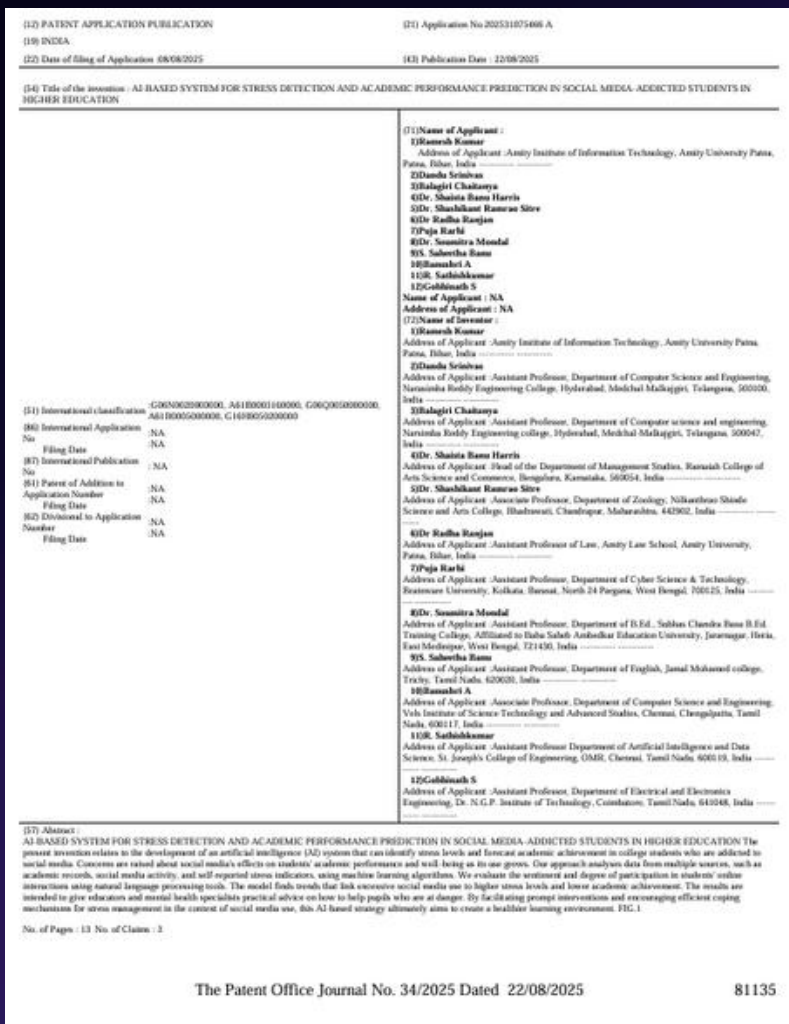 (12) PATENT APPLICATION PUBLICATION
(21) Application No.202531075466 A
(19) INDIA
(22) Date of filing of Application :08/08/2025
(43) Publication Date : 22/08/2025
(54) Title of the invention : AI-BASED SYSTEM FOR STRESS DETECTION AND ACADEMIC PERFORMANCE PREDICTION IN SOCIAL MEDIA-ADDICTED STUDENTS IN
HIGHER EDUCATION
(51) International classification :G06N0020000000, A61B0005160000, G06Q0050000000,
A61B0005000000, G16H0050200000
(86) International Application
No :NA
Filing Date :NA
(87) International Publication
No : NA
(61) Patent of Addition to
Application Number :NA
Filing Date :NA
(62) Divisional to Application
Number :NA
Filing Date :NA
(71)Name of Applicant :
1)Ramesh Kumar
Address of Applicant :Amity Institute of Information Technology, Amity University Patna,
Patna, Bihar, India ----------- -----------
2)Dandu Srinivas
3)Balagiri Chaitanya
4)Dr. Shaista Banu Harris
5)Dr. Shashikant Ramrao Sitre
6)Dr Radha Ranjan
7)Puja Rarhi
8)Dr. Soumitra Mondal
9)S. Sabeetha Banu
10)Banushri A
11)R. Sathishkumar
12)Gobhinath S
Name of Applicant : NA
Address of Applicant : NA
(72)Name of Inventor :
1)Ramesh Kumar
Address of Applicant :Amity Institute of Information Technology, Amity University Patna,
Patna, Bihar, India ----------- -----------
2)Dandu Srinivas
Address of Applicant :Assistant Professor, Department of Computer Science and Engineering,
Narasimha Reddy Engineering College, Hyderabad, Medchal Malkajgiri, Telangana, 500100,
India ----------- -----------
3)Balagiri Chaitanya
Address of Applicant :Assistant Professor, Department of Computer science and engineering,
Narsimha Reddy Engineering college, Hyderabad, Medchal-Malkajgiri, Telangana, 500047,
India ----------- -----------
4)Dr. Shaista Banu Harris
Address of Applicant :Head of the Department of Management Studies, Ramaiah College of
Arts Science and Commerce, Bengaluru, Karnataka, 560054, India ----------- -----------
5)Dr. Shashikant Ramrao Sitre
Address of Applicant :Associate Professor, Department of Zoology, Nilkanthrao Shinde
Science and Arts College, Bhadrawati, Chandrapur, Maharashtra, 442902, India ----------- -------
----
6)Dr Radha Ranjan
Address of Applicant :Assistant Professor of Law, Amity Law School, Amity University,
Patna, Bihar, India ----------- -----------
7)Puja Rarhi
Address of Applicant :Assistant Professor, Department of Cyber Science & Technology,
Brainware University, Kolkata, Barasat, North 24 Pargana, West Bengal, 700125, India -------
---- -----------
8)Dr. Soumitra Mondal
Address of Applicant :Assistant Professor, Department of B.Ed., Subhas Chandra Basu B.Ed.
Training College, Affiliated to Baba Saheb Ambedkar Education University, Heria,
East Medinipur, West Bengal, 721430, India ----------- -----------
9)S. Sabeetha Banu
Address of Applicant :Assistant Professor, Department of English, Jamal Mohamed college,
Trichy, Tamil Nadu, 620020, India ----------- -----------
10)Banushri A
Address of Applicant :Associate Professor, Department of Computer Science and Engineering,
Vels Institute of Science Technology and Advanced Studies, Chennai, Chengalpattu, Tamil
Nadu, 600117, India ----------- -----------
11)R. Sathishkumar
Address of Applicant :Assistant Professor Department of Artificial Intelligence and Data
Science, St. Joseph's College of Engineering, OMR, Chennai, Tamil Nadu, 600119, India -------
---- -----------
12)Gobhinath S
Address of Applicant :Assistant Professor, Department of Electrical and Electronics
Engineering, Dr. N.G.P. Institute of Technology, Coimbatore, Tamil Nadu, 641048, India -------
---- -----------
(57) Abstract :
AI-BASED SYSTEM FOR STRESS DETECTION AND ACADEMIC PERFORMANCE PREDICTION IN SOCIAL MEDIA-ADDICTED STUDENTS IN HIGHER EDUCATION The
present invention relates to the development of an artificial intelligence (AI) system that can identify stress levels and forecast academic achievement in college students who are addicted to
social media. Concerns are raised about social media's effects on students' academic performance and well-being as its use grows. Our approach analyses data from multiple sources, such as
academic records, social media activity, and self-reported stress indicators, using machine learning algorithms. We evaluate the sentiment and degree of participation in students' online
interactions using natural language processing tools. The model finds trends that link excessive social media use to higher stress levels and lower academic achievement. The results are
intended to give educators and mental health specialists practical advice on how to help pupils who are at danger. By facilitating prompt interventions and encouraging efficient coping
mechanisms for stress management in the context of social media use, this AI-based strategy ultimately aims to create a healthier learning environment. FIG.1
No. of Pages : 13 No. of Claims : 3
The Patent Office Journal No. 34/2025 Dated 22/08/2025
81135